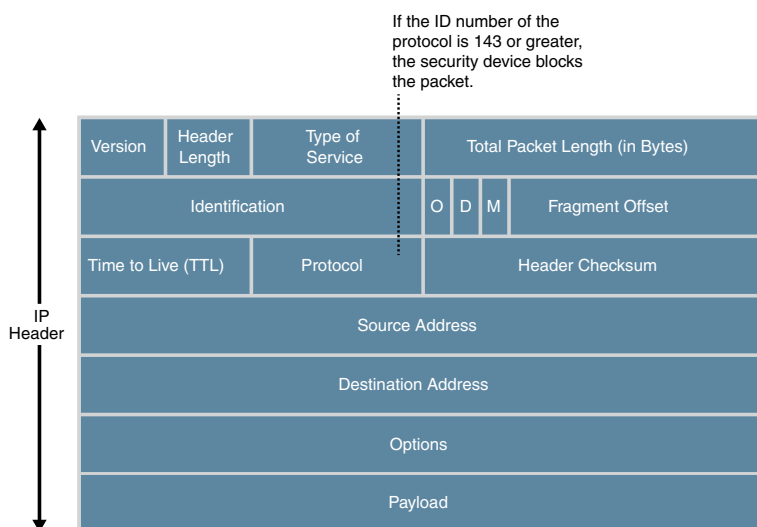 If the ID number of the
protocol is 143 or greater,
the security device blocks
the packet.
Version
Header
Length
Type of
Service
Total Packet Length (in Bytes)
Identification
O
D
M
Fragment Offset
Time to Live (TTL)
Protocol
Header Checksum
IP
Header
Source Address
Destination Address
Options
Payload